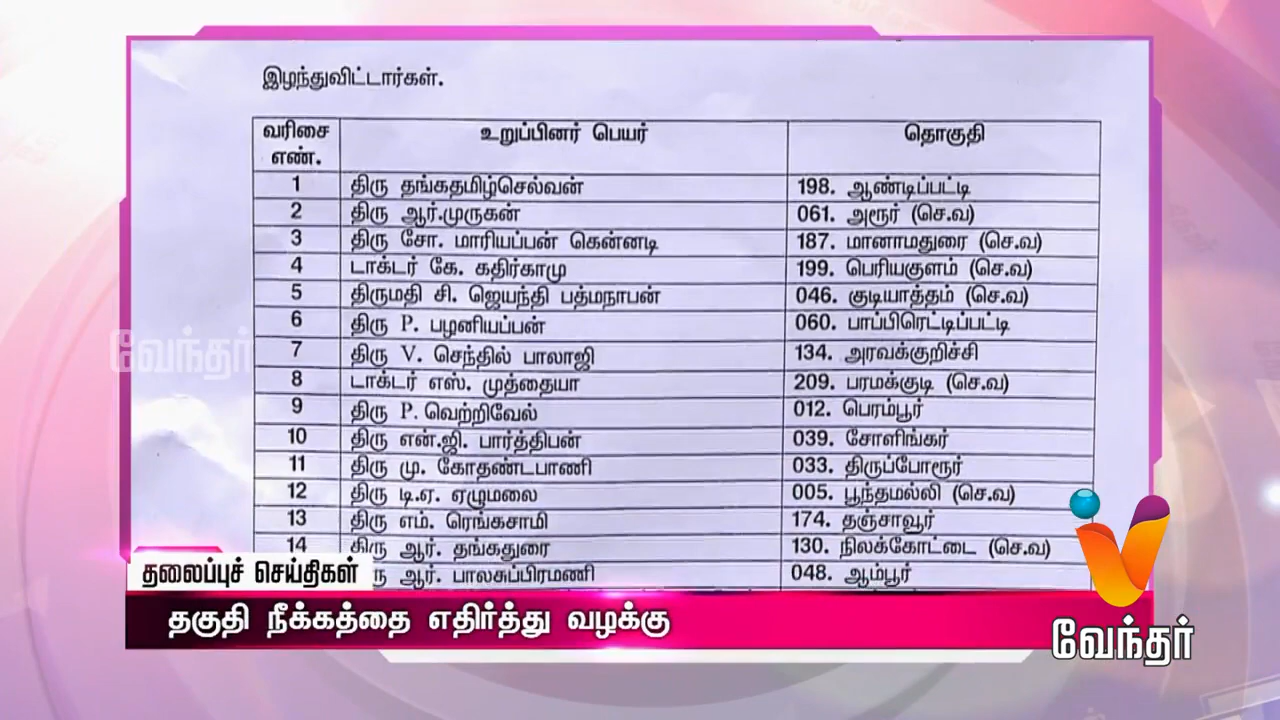 இழந்துவிட்டார்கள்.
வரிசை எண். உறுப்பினர் பெயர் தொகுதி
1 திரு தங்கதமிழ்செல்வன் 198. ஆண்டிப்பட்டி
2 திரு ஆர்.முருகன் 061. அரூர் (செ.வ)
3 திரு சோ. மாரியப்பன் கென்னடி 187. மானாமதுரை (செ.வ)
4 டாக்டர் கே. கதிர்காமு 199. பெரியகுளம் (செ.வ)
5 திருமதி சி. ஜெயந்தி பத்மநாபன் 046. குடியாத்தம் (செ.வ)
6 திரு P. பழனியப்பன் 060. பாப்பிரெட்டிப்பட்டி
7 திரு V. செந்தில் பாலாஜி 134. அரவக்குறிச்சி
8 டாக்டர் எஸ். முத்தையா 209. பரமக்குடி (செ.வ)
9 திரு P. வெற்றிவேல் 012. பெரம்பூர்
10 திரு என்.ஜி. பார்த்திபன் 039. சோளிங்கர்
11 திரு மு. கோதண்டபாணி 033. திருப்போரூர்
12 திரு டி.ஏ. ஏழுமலை 005. பூந்தமல்லி (செ.வ)
13 திரு எம். ரெங்கசாமி 174. தஞ்சாவூர்
14 திரு ஆர். தங்கதுரை 130. நிலக்கோட்டை (செ.வ)
ஆர். பாலசுப்பிரமணி 048. ஆம்பூர்
வேந்தர்
தலைப்புச் செய்திகள்
தகுதி நீக்கத்தை எதிர்த்து வழக்கு
வேந்தர்